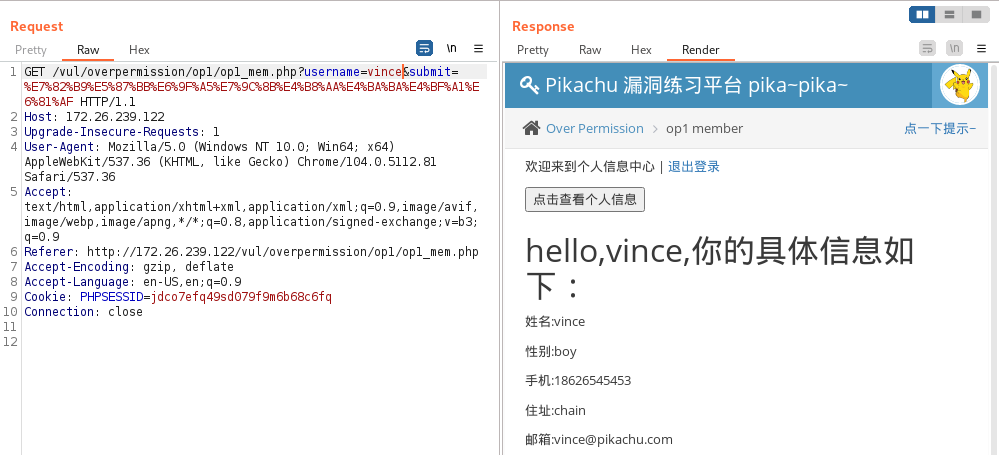 Request
Pretty Raw Hex \n
1 GET /vul/overpermission/op1/op1_mem.php?username=vince&submit=
%E7%82%B9%E5%87%BB%E6%9F%A5%E7%9C%8B%E4%B8%AA%E4%BA%BA%E4%BF%A1%E
6%81%AF HTTP/1.1
2 Host: 172.26.239.122
3 Upgrade-Insecure-Requests: 1
4 User-Agent: Mozilla/5.0 (Windows NT 10.0; Win64; x64)
AppleWebKit/537.36 (KHTML, like Gecko) Chrome/104.0.5112.81
Safari/537.36
5 Accept:
text/html,application/xhtml+xml,application/xml;q=0.9,image/avif,
image/webp,image/apng,*/*;q=0.8,application/signed-exchange;v=b3;
q=0.9
6 Referer: http://172.26.239.122/vul/overpermission/op1/op1_mem.php
7 Accept-Encoding: gzip, deflate
8 Accept-Language: en-US,en;q=0.9
9 Cookie: PHPSESSID=jdco7efq49sd079f9m6b68c6fq
10 Connection: close
11
12
Response
Pretty Raw Hex Render \n
Pikachu 漏洞练习平台 pika~pika~
Over Permission > op1 member 点一下提示~
欢迎来到个人信息中心 | 退出登录
点击查看个人信息
hello,vince,你的具体信息如
下：
姓名:vince
性别:boy
手机:18626545453
住址:chain
邮箱:vince@pikachu.com